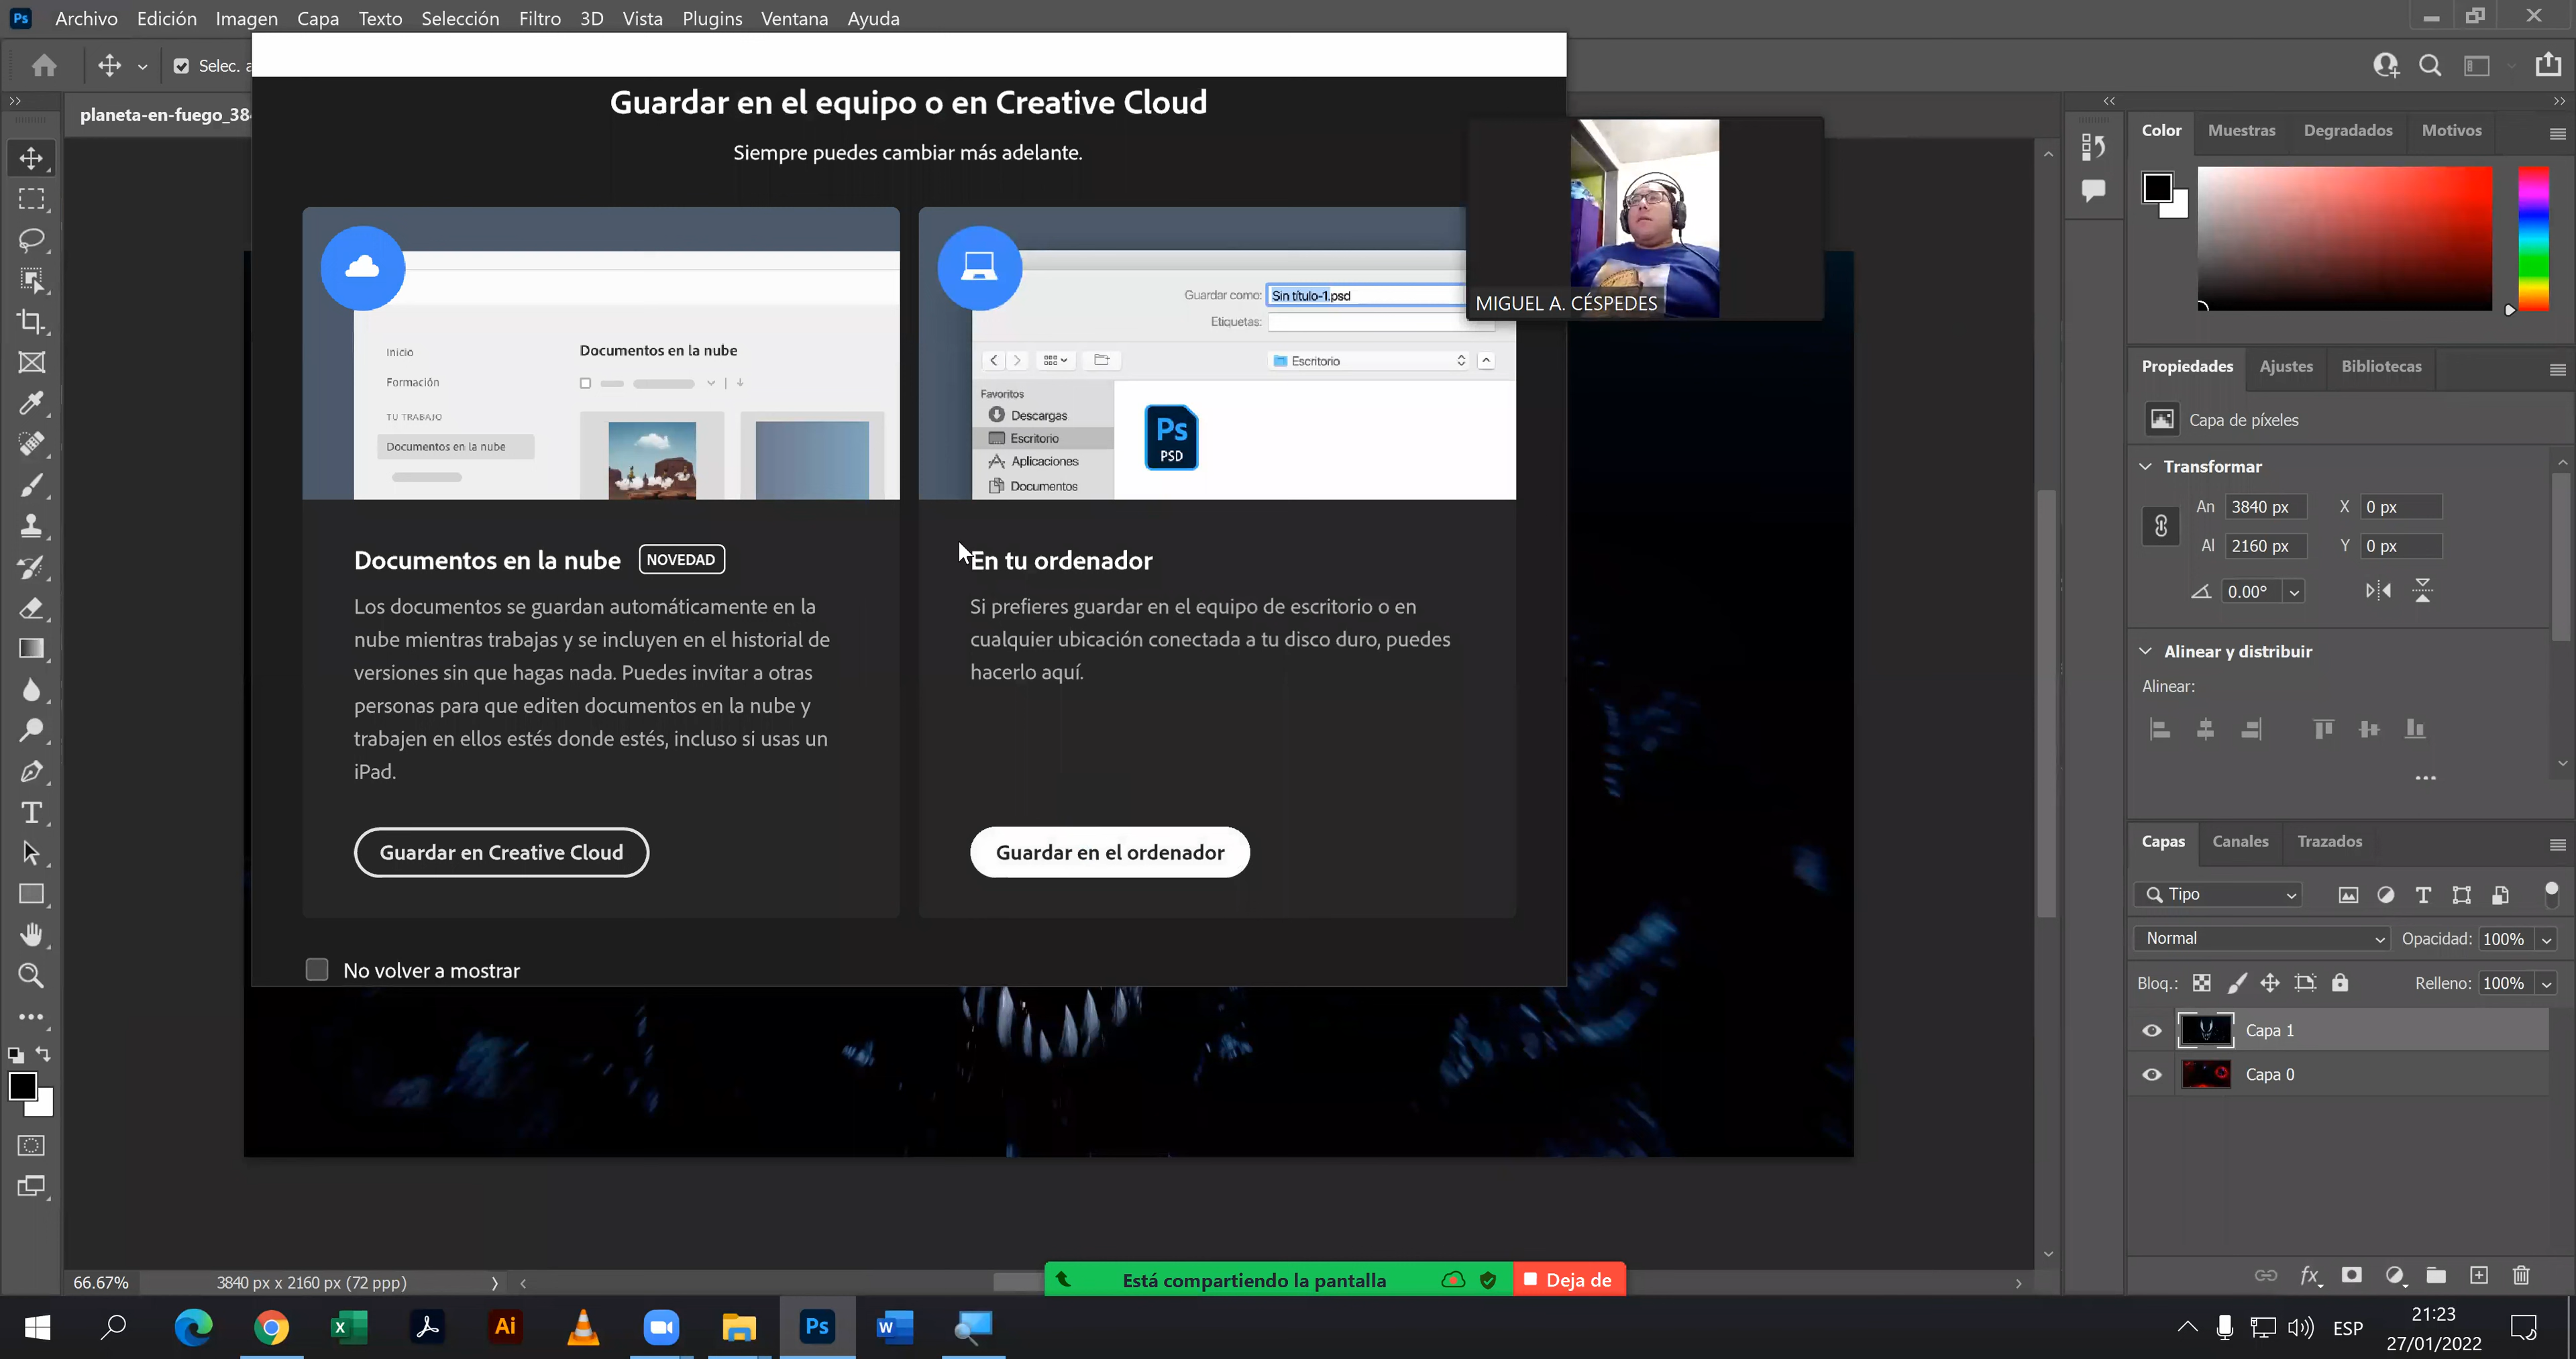 Ps Archivo Edición Imagen Capa Texto Selección Filtro 3D Vista Plugins Ventana Ayuda
Selec.
planeta-en-fuego_38
Guardar en el equipo o en Creative Cloud
Siempre puedes cambiar más adelante.
Inicio
Formación
TU TRABAJO
Documentos en la nube
Documentos en la nube
Guardar como: Sin título-1.psd
Etiquetas:
Escritorio
Favoritos
Descargas
Escritorio
Aplicaciones
Documentos
Ps
PSD
MIGUEL A. CÉSPEDES
Documentos en la nube NOVEDAD
Los documentos se guardan automáticamente en la
nube mientras trabajas y se incluyen en el historial de
versiones sin que hagas nada. Puedes invitar a otras
personas para que editen documentos en la nube y
trabajen en ellos estés donde estés, incluso si usas un
iPad.
Guardar en Creative Cloud
En tu ordenador
Si prefieres guardar en el equipo de escritorio o en
cualquier ubicación conectada a tu disco duro, puedes
hacerlo aquí.
Guardar en el ordenador
No volver a mostrar
Color Muestras Degradados Motivos
Propiedades Ajustes Bibliotecas
Capa de píxeles
Transformar
An 3840 px X 0 px
Al 2160 px Y 0 px
0.00°
Alinear y distribuir
Alinear:
Capas Canales Trazados
Tipo
Normal Opacidad: 100%
Bloq.: Relleno: 100%
Capa 1
Capa 0
66.67% 3840 px x 2160 px (72 ppp)
Está compartiendo la pantalla Deja de
Ai Ps W
ESP
21:23
27/01/2022